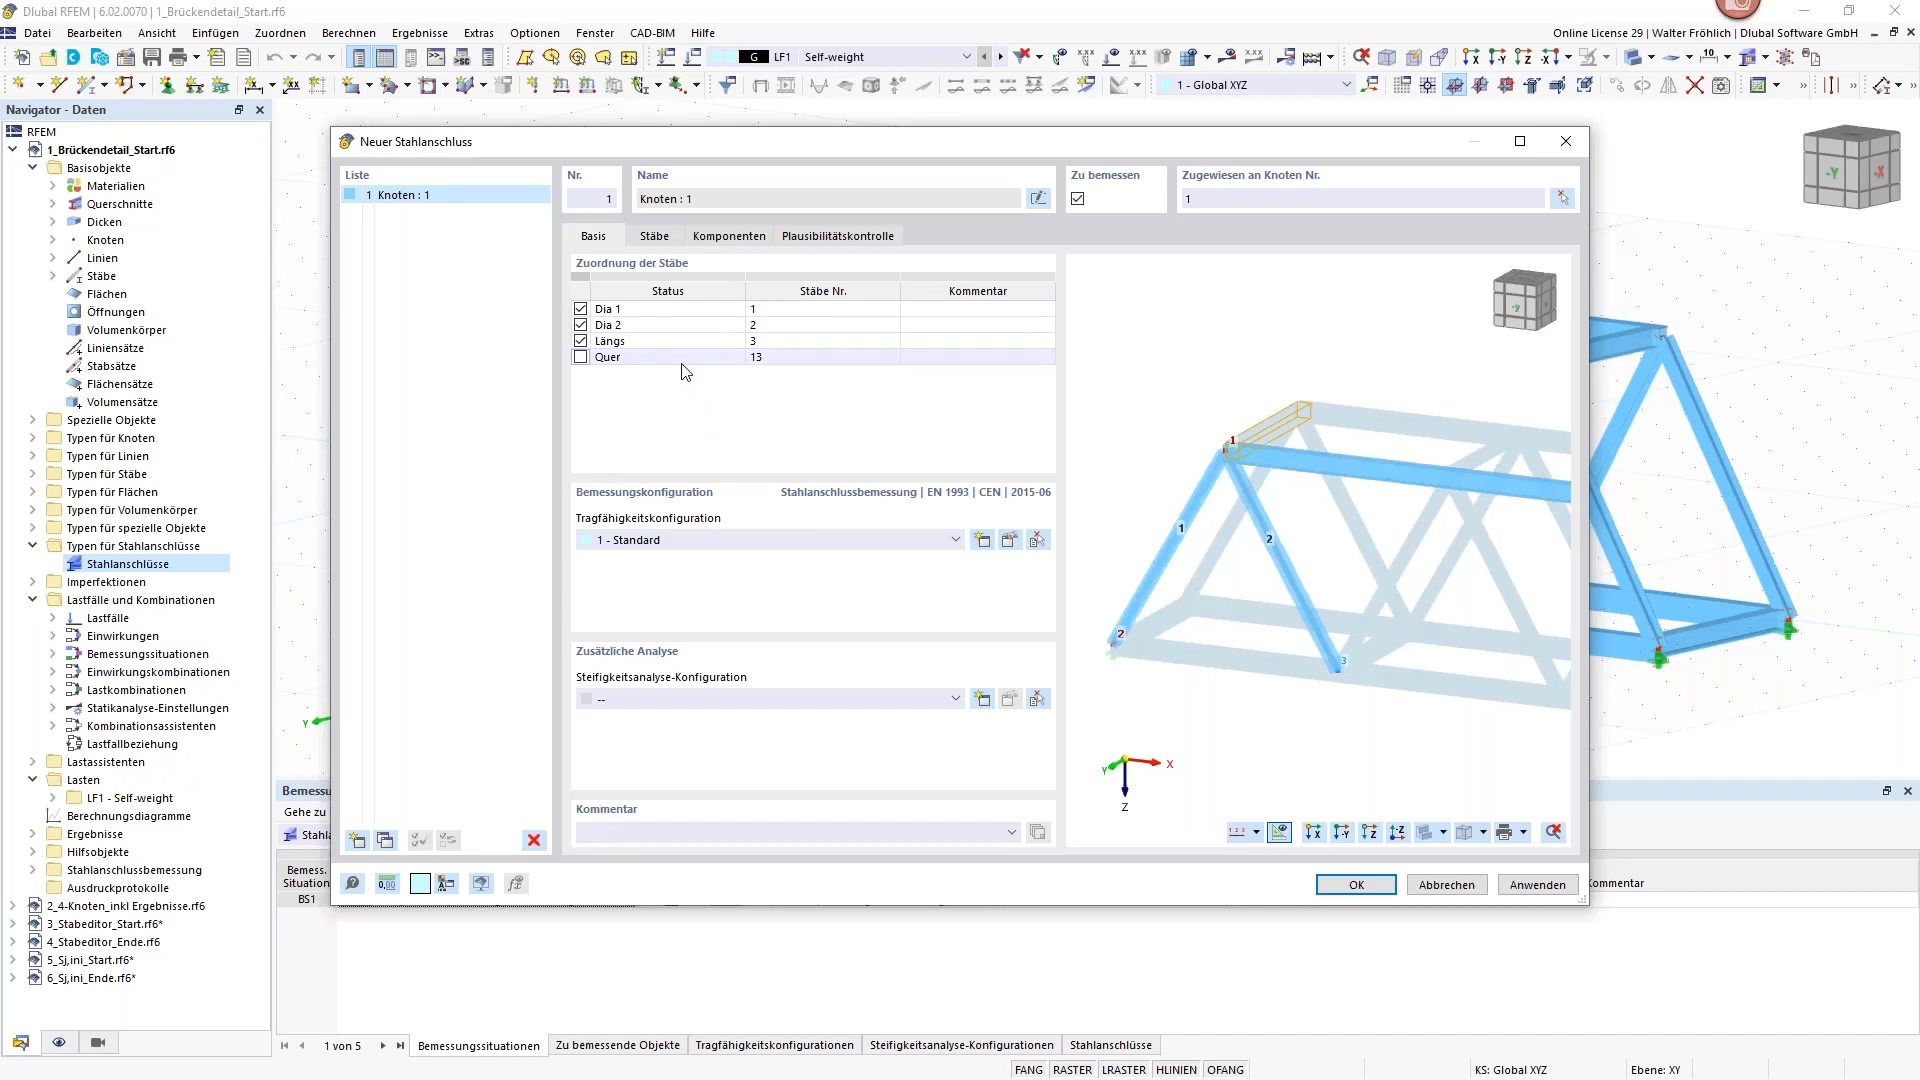 Dlubal RFEM | 6.02.0070 | 1_Brückendetail_Start.rf6
Datei Bearbeiten Ansicht Einfügen Zuordnen Berechnen Ergebnisse Extras Optionen Fenster CAD-BIM Hilfe
Online License 29 | Walter Fröhlich | Dlubal Software GmbH
G LF1 Self-weight
1 - Global XYZ
Navigator - Daten
RFEM
1_Brückendetail_Start.rf6
Basisobjekte
Materialien
Querschnitte
Dicken
Knoten
Linien
Stäbe
Flächen
Öffnungen
Volumenkörper
Liniensätze
Stabsätze
Flächensätze
Volumensätze
Spezielle Objekte
Typen für Knoten
Typen für Linien
Typen für Stäbe
Typen für Flächen
Typen für Volumenkörper
Typen für spezielle Objekte
Typen für Stahlanschlüsse
Stahlanschlüsse
Imperfektionen
Lastfälle und Kombinationen
Lastfälle
Einwirkungen
Bemessungssituationen
Einwirkungskombinationen
Lastkombinationen
Statikanalyse-Einstellungen
Kombinationsassistenten
Lastfallbeziehung
Lastassistenten
Lasten
LF1 - Self-weight
Berechnungsdiagramme
Ergebnisse
Hilfsobjekte
Stahlanschlussbemessung
Ausdruckprotokolle
2_4-Knoten_inkl Ergebnisse.rf6
3_Stabeditor_Start.rf6*
4_Stabeditor_Ende.rf6
5_Sj,ini_Start.rf6*
6_Sj,ini_Ende.rf6*
Neuer Stahlanschluss
Liste
1 Knoten : 1
Nr.
1
Name
Knoten : 1
Zu bemessen
Zugewiesen an Knoten Nr.
1
Basis Stäbe Komponenten Plausibilitätskontrolle
Zuordnung der Stäbe
Status Stäbe Nr. Kommentar
Dia 1 1
Dia 2 2
Längs 3
Quer 13
Bemessungskonfiguration Stahlanschlussbemessung | EN 1993 | CEN | 2015-06
Tragfähigkeitskonfiguration
1 - Standard
Zusätzliche Analyse
Steifigkeitsanalyse-Konfiguration
--
Kommentar
1
1
2
2
3
X
Y
Z
-Y
-X
-Y
Y
OK Abbrechen Anwenden
Bemessu
Gehe zu
Stahla
Bemess.
Situation
BS1
Kommentar
1 von 5 Bemessungssituationen Zu bemessende Objekte Tragfähigkeitskonfigurationen Steifigkeitsanalyse-Konfigurationen Stahlanschlüsse
FANG RASTER LRASTER HLINIEN OFANG KS: Global XYZ Ebene: XY